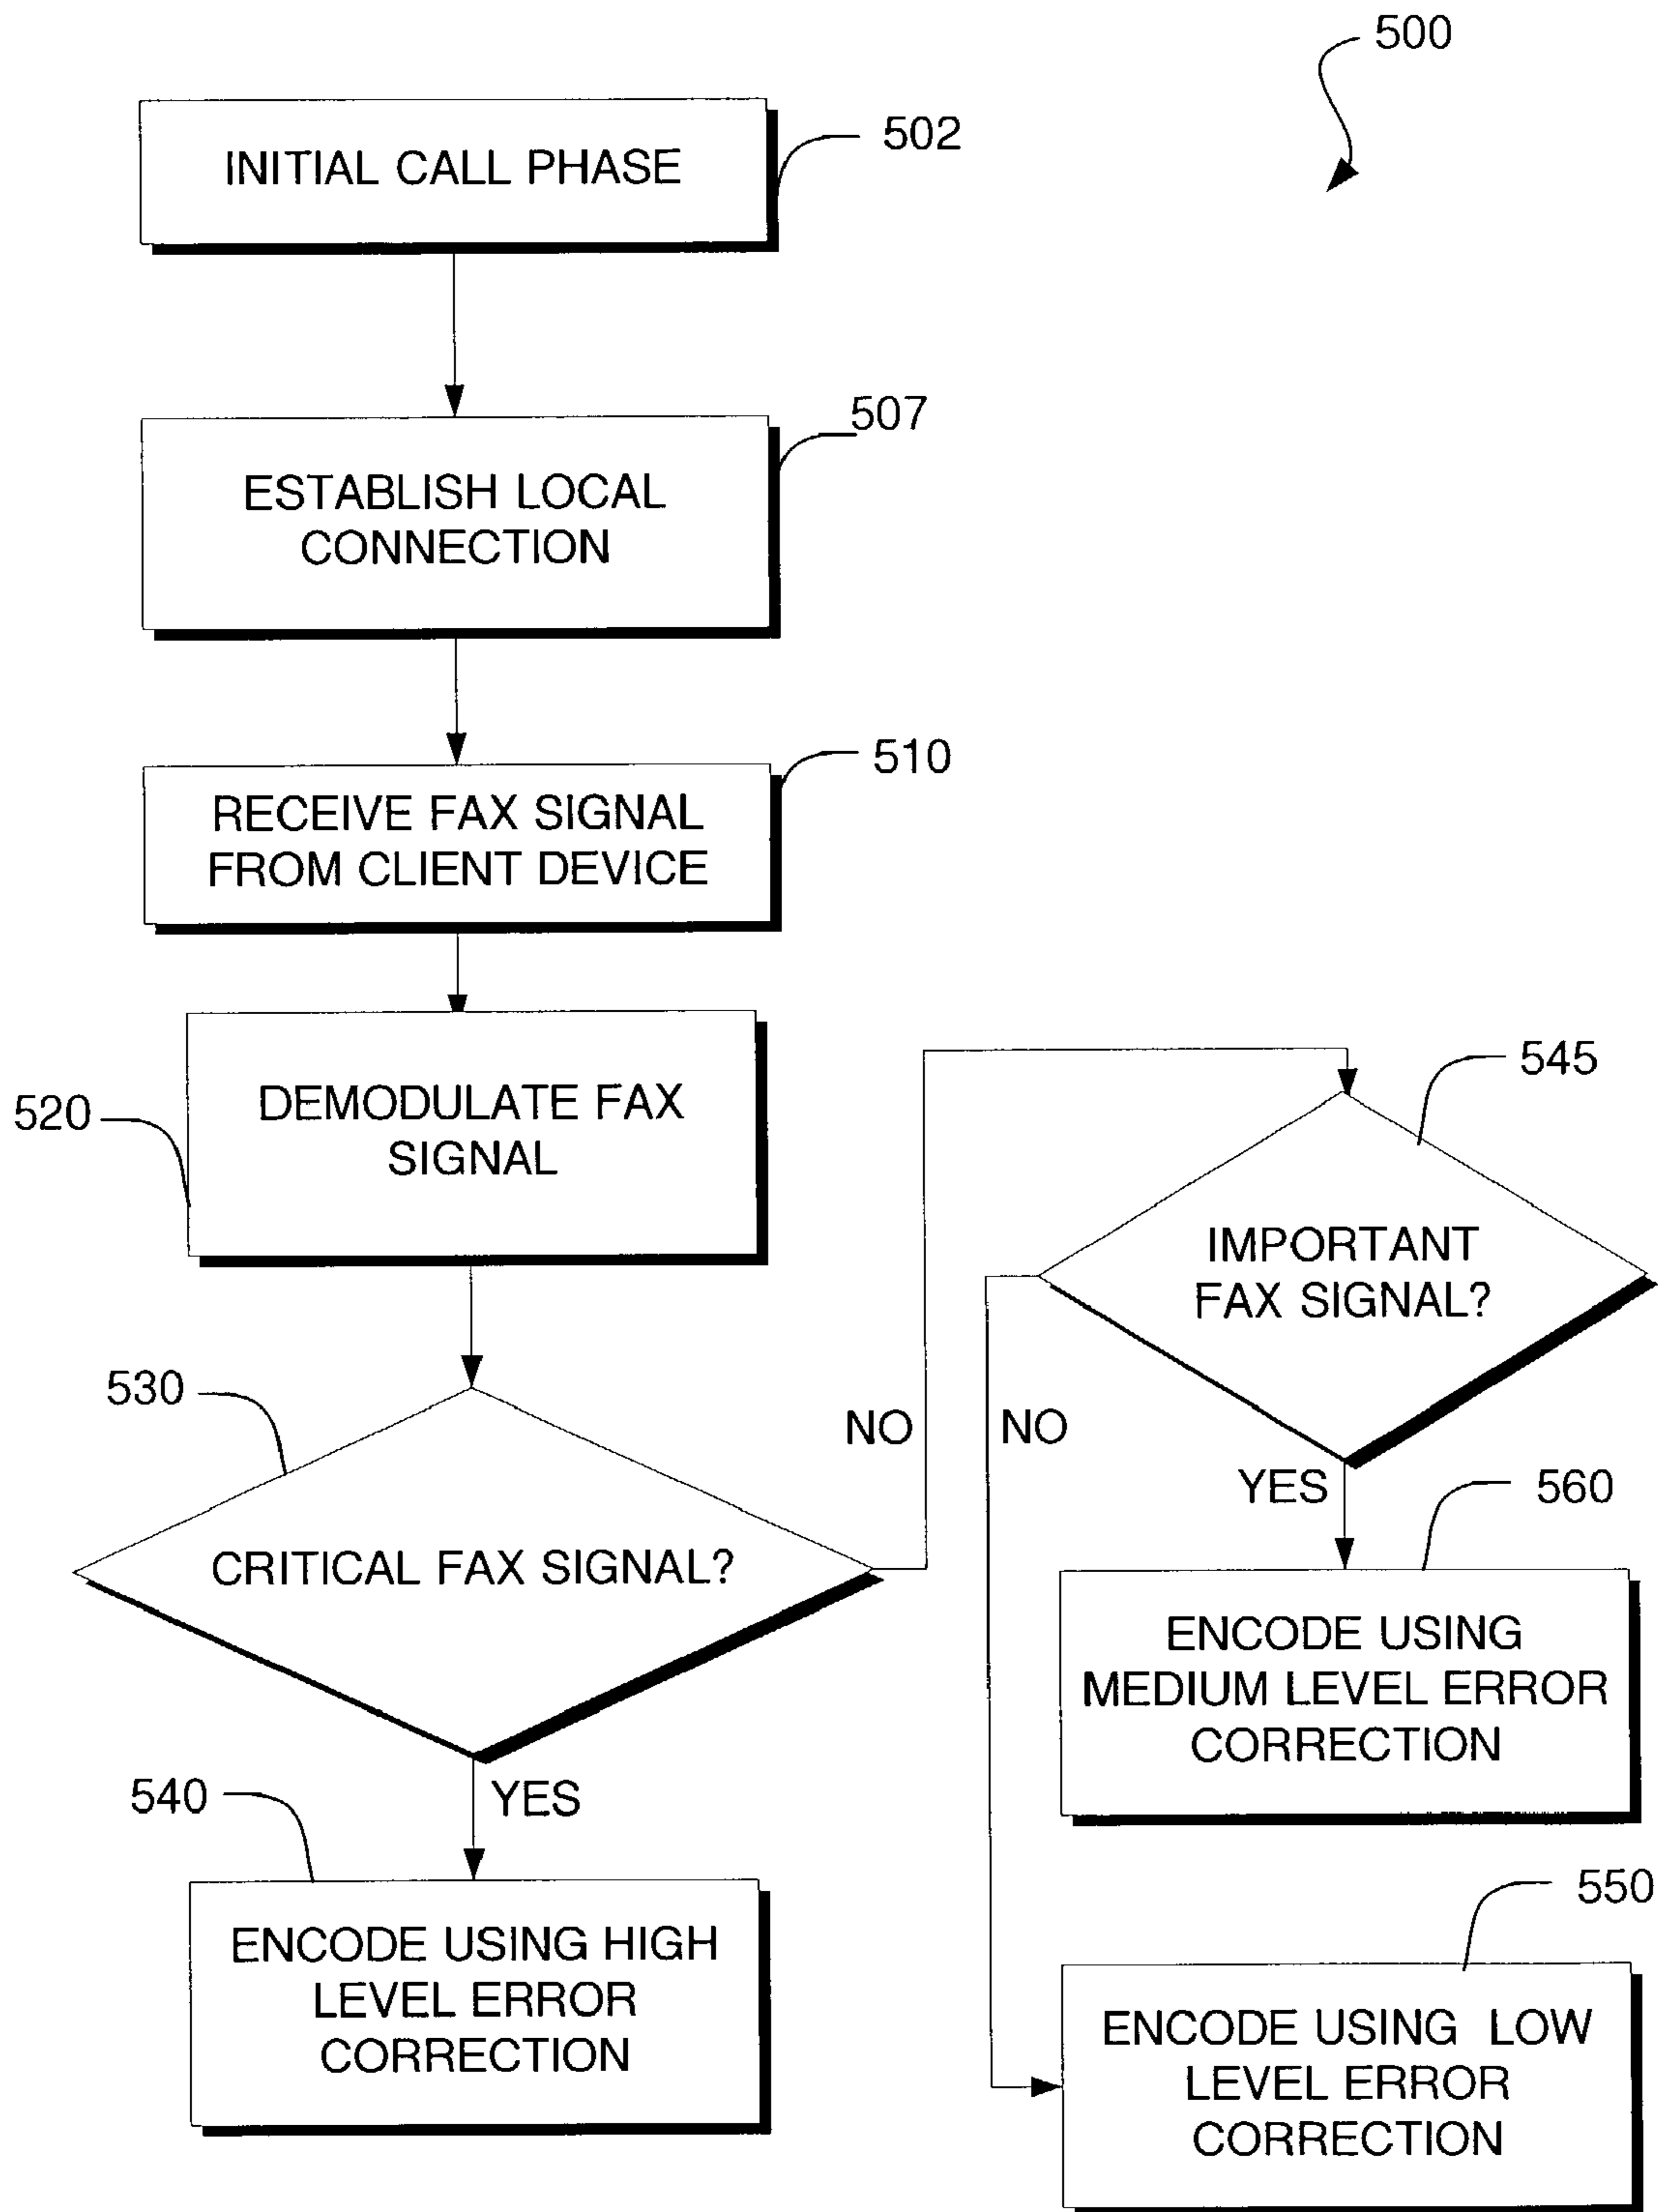 500
INITIAL CALL PHASE
502
ESTABLISH LOCAL
CONNECTION
507
RECEIVE FAX SIGNAL
FROM CLIENT DEVICE
510
DEMODULATE FAX
SIGNAL
520
CRITICAL FAX SIGNAL?
530
NO
YES
ENCODE USING HIGH
LEVEL ERROR
CORRECTION
540
IMPORTANT
FAX SIGNAL?
545
NO
YES
ENCODE USING
MEDIUM LEVEL ERROR
CORRECTION
560
ENCODE USING LOW
LEVEL ERROR
CORRECTION
550